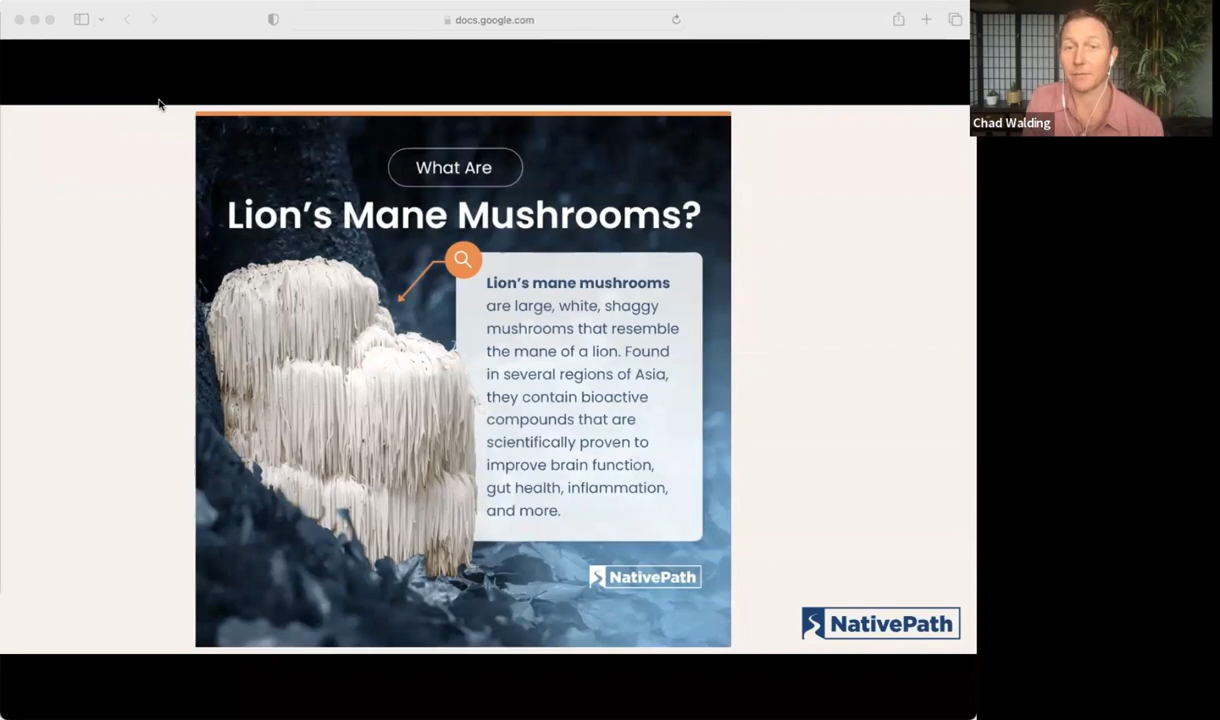 docs.google.com
Chad Walding
What Are
Lion's Mane Mushrooms?
Lion's mane mushrooms
are large, white, shaggy
mushrooms that resemble
the mane of a lion. Found
in several regions of Asia,
they contain bioactive
compounds that are
scientifically proven to
improve brain function,
gut health, inflammation,
and more.
NativePath
NativePath